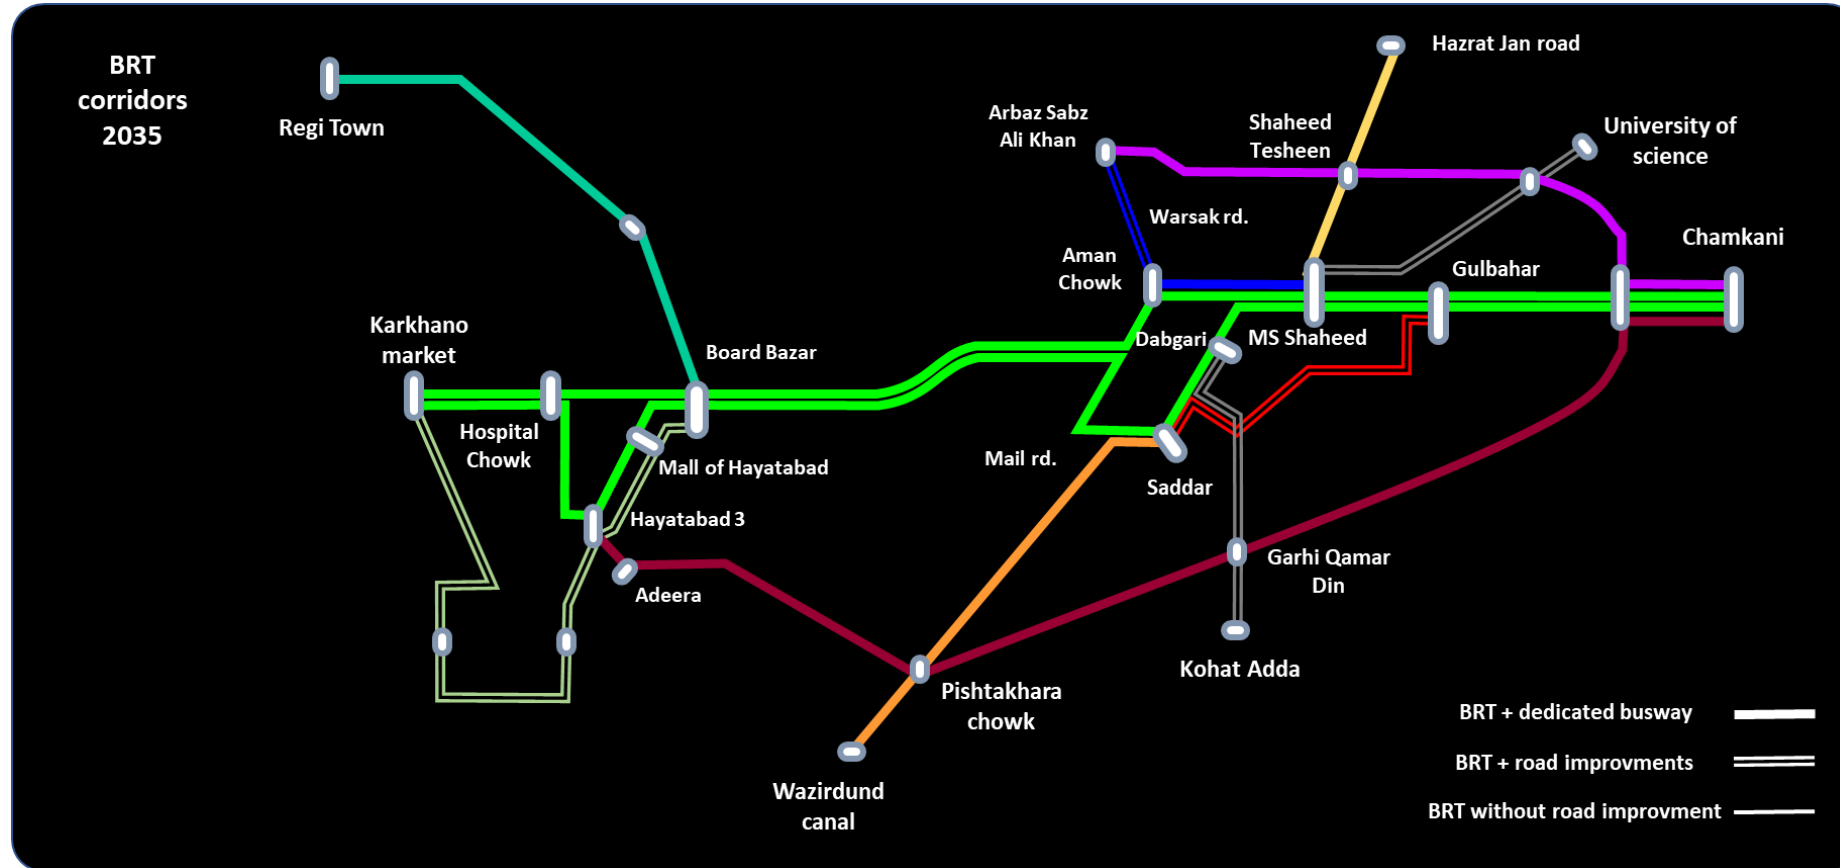 BRT
corridors
2035
Regi Town
Hazrat Jan road
Arbaz Sabz
Ali Khan
Shaheed
Tesheen
University of
science
Warsak rd.
Aman
Chowk
Gulbahar
Chamkani
Karkhano
market
Board Bazar
Dabgari
MS Shaheed
Hospital
Chowk
Mall of Hayatabad
Mail rd.
Saddar
Hayatabad 3
Adeera
Garhi Qamar
Din
Kohat Adda
Pishtakhara
chowk
Wazirdund
canal
BRT + dedicated busway
BRT + road improvments
BRT without road improvment